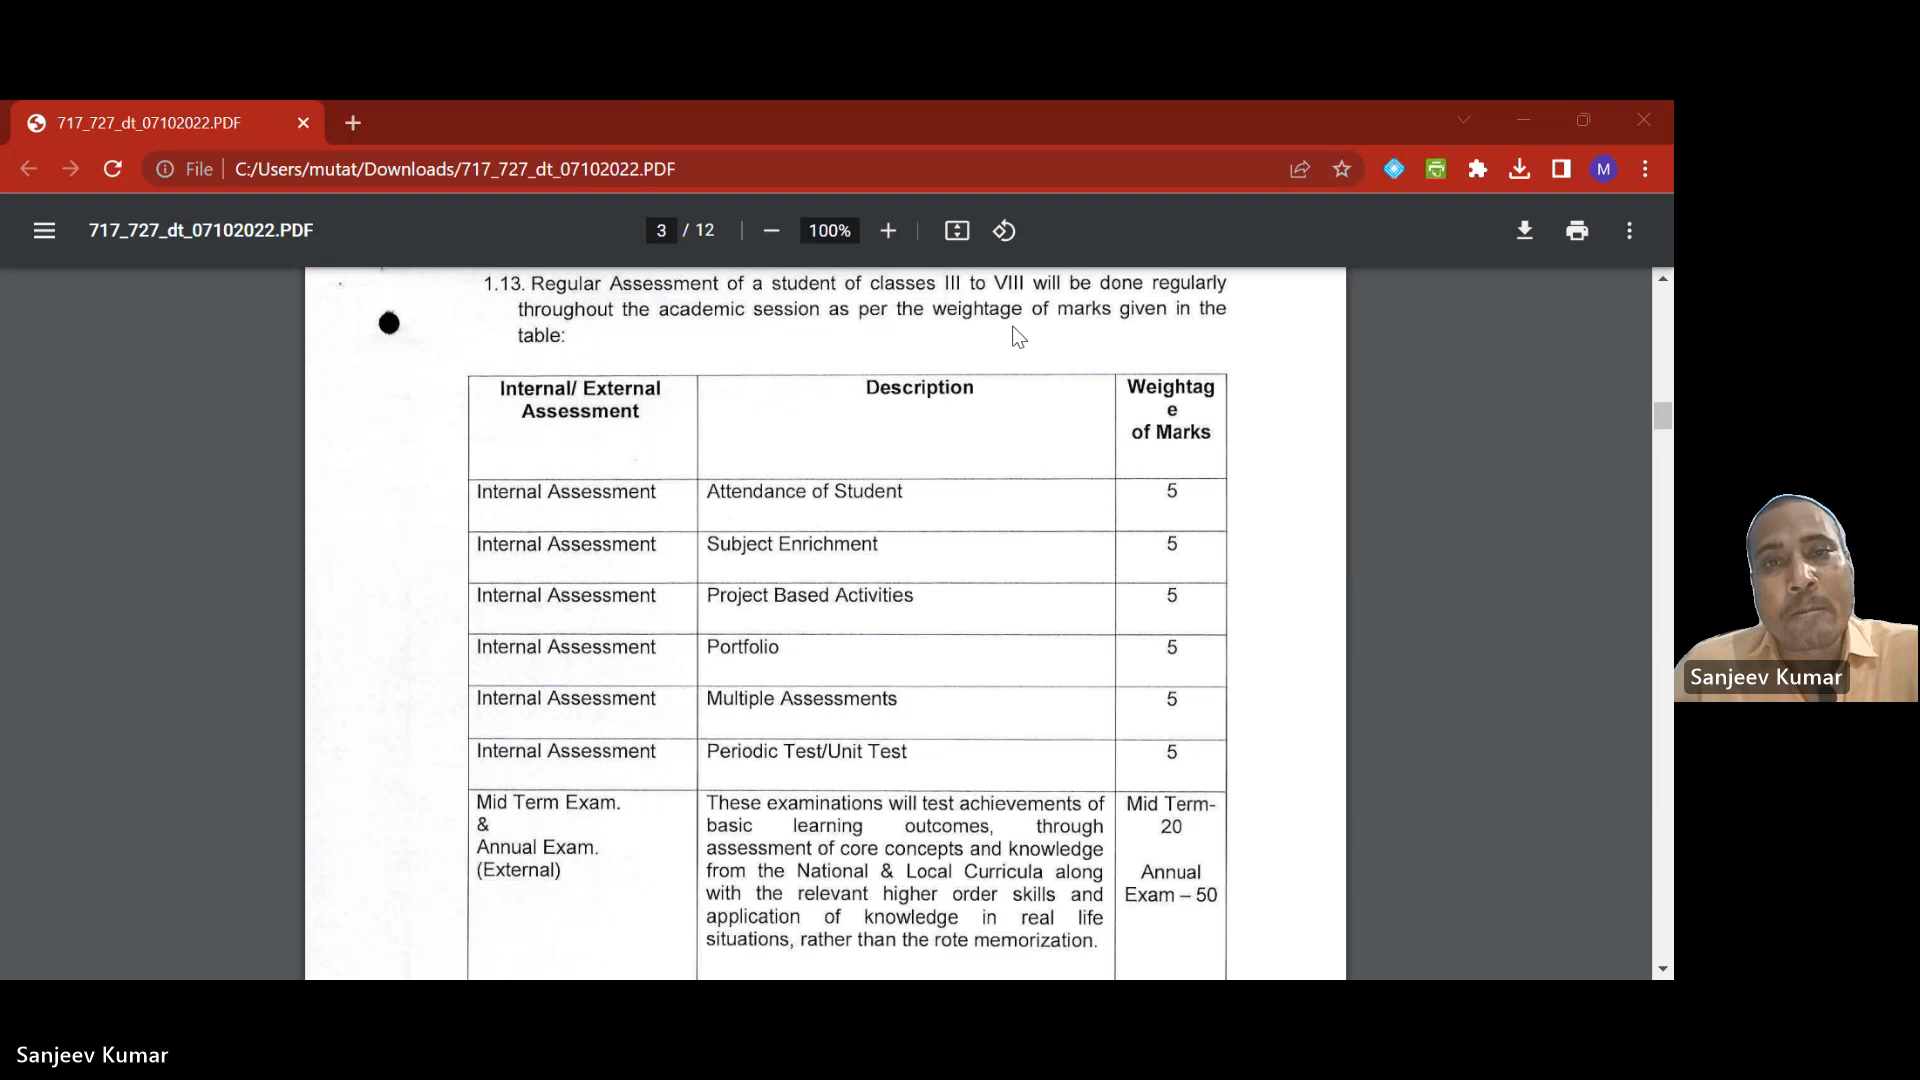 717_727_dt_07102022.PDF
File C:/Users/mutat/Downloads/717_727_dt_07102022.PDF
M
717_727_dt_07102022.PDF 3 / 12 100%
1.13. Regular Assessment of a student of classes III to VIII will be done regularly
throughout the academic session as per the weightage of marks given in the
table:
Internal/ External
Assessment
Description
Weightag
e
of Marks
Internal Assessment Attendance of Student 5
Internal Assessment Subject Enrichment 5
Internal Assessment Project Based Activities 5
Internal Assessment Portfolio 5
Internal Assessment Multiple Assessments 5
Internal Assessment Periodic Test/Unit Test 5
Mid Term Exam.
&
Annual Exam.
(External)
These examinations will test achievements of
basic learning outcomes, through
assessment of core concepts and knowledge
from the National & Local Curricula along
with the relevant higher order skills and
application of knowledge in real life
situations, rather than the rote memorization.
Mid Term-
20
Annual
Exam – 50
Sanjeev Kumar
Sanjeev Kumar